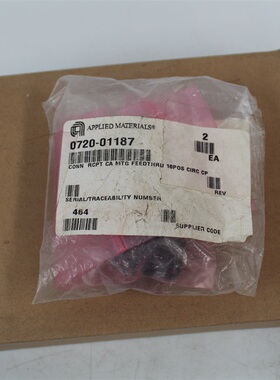 APPLIED MATERIALS®
0720-01187 2
EA
CONN RCPT CA MTG FEEDTHRU 16POS CIRC CP
REV
SERIAL/TRACEABILITY NUMBER
464
SUPPLIER CODE